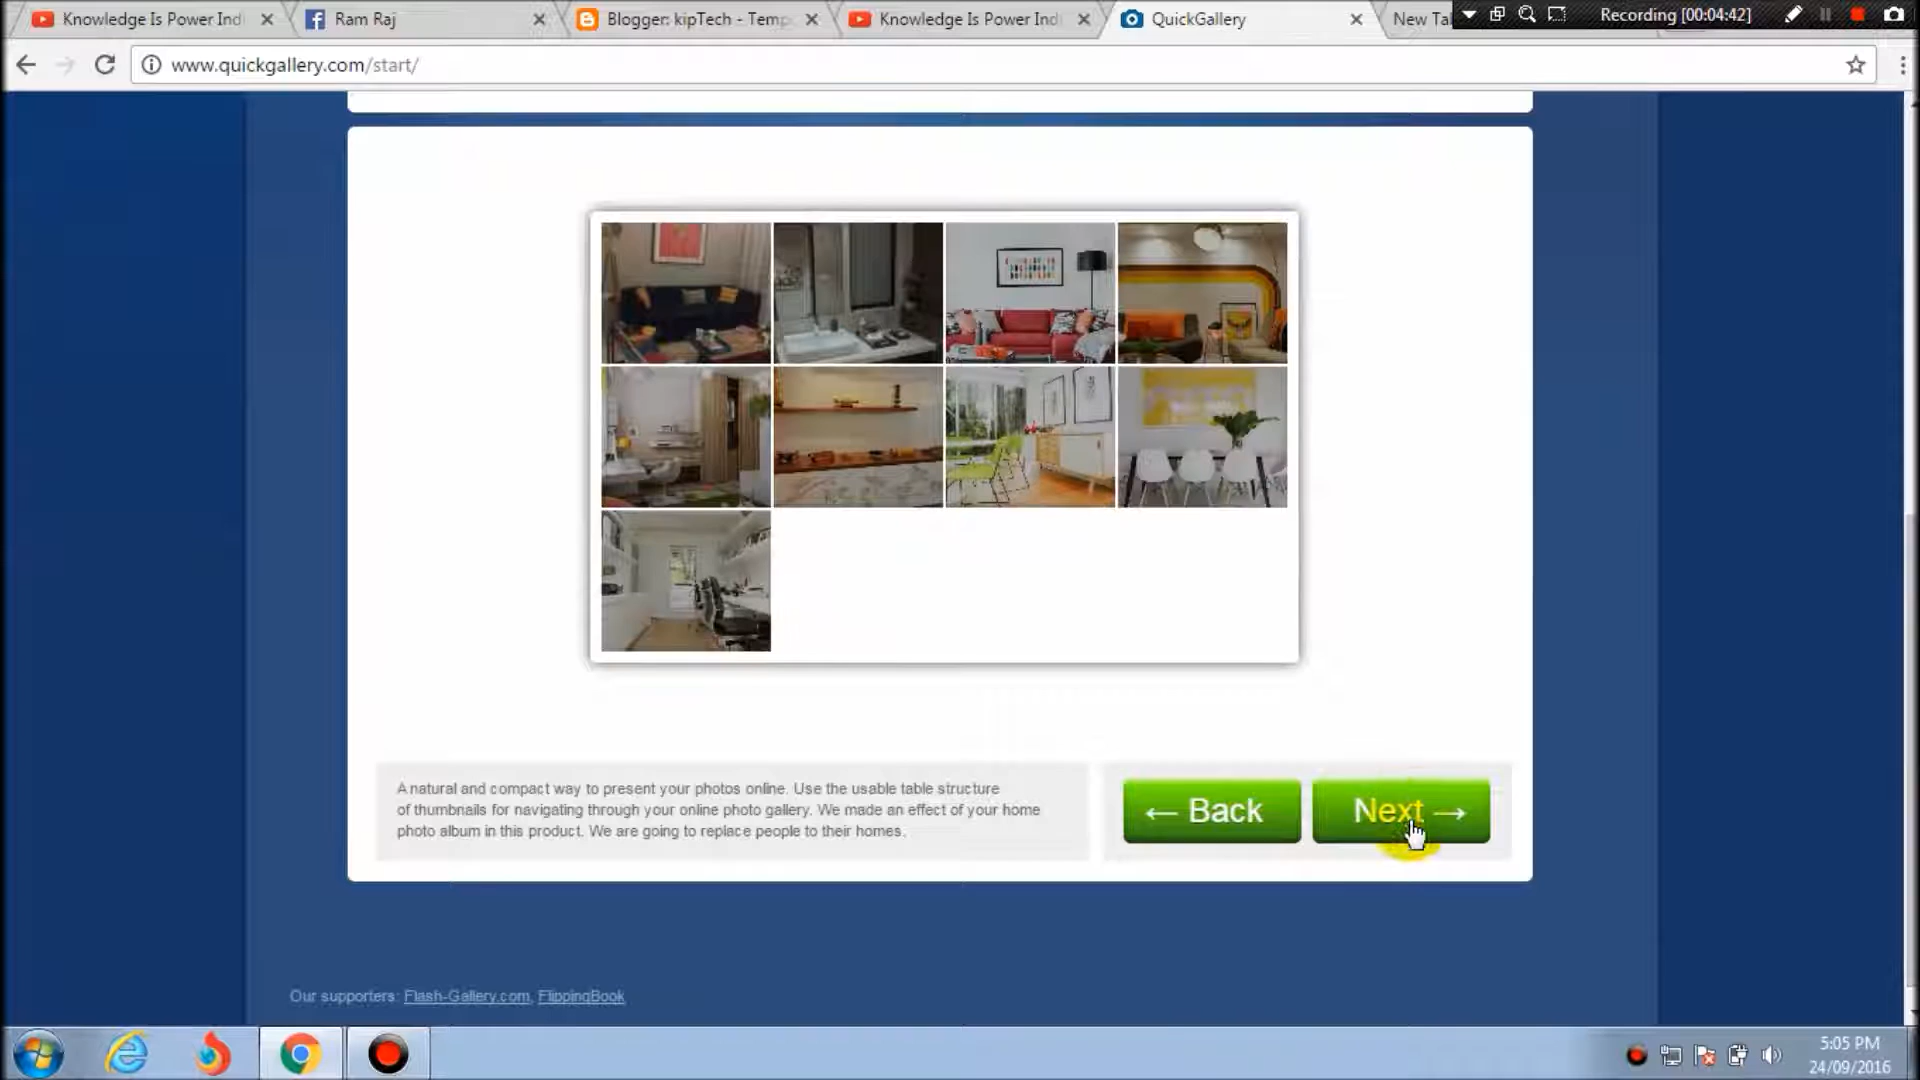 Knowledge Is Power Ind
Ram Raj
Blogger: kipTech - Temp
Knowledge Is Power Ind
QuickGallery
New Ta
Recording [00:04:42]
www.quickgallery.com/start/
A natural and compact way to present your photos online. Use the usable table structure
of thumbnails for navigating through your online photo gallery. We made an effect of your home
photo album in this product. We are going to replace people to their homes.
← Back
Next →
Our supporters: Flash-Gallery.com, FlippingBook
5:05 PM
24/09/2016